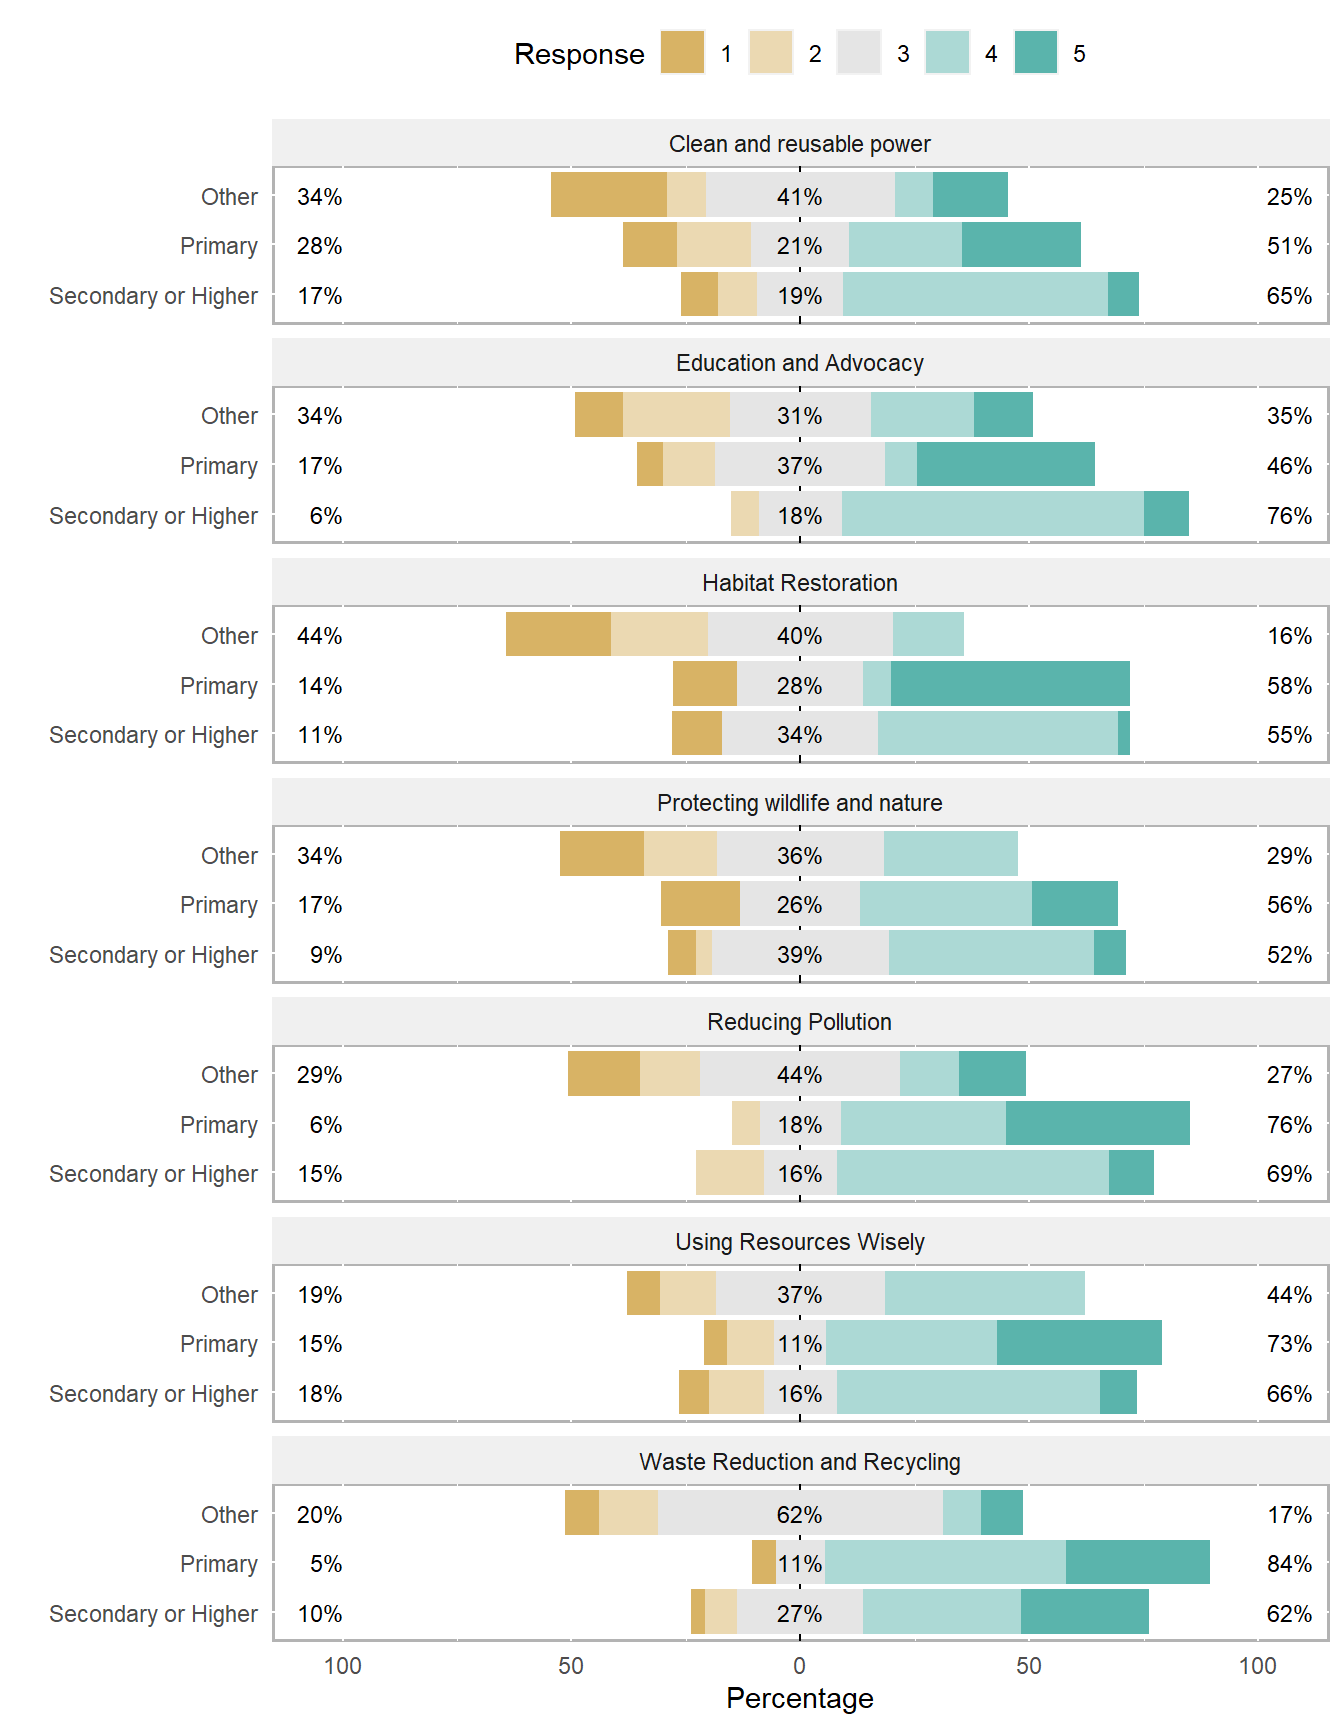 Response 1 2 3 4 5
Clean and reusable power
Other 34% 41% 25%
Primary 28% 21% 51%
Secondary or Higher 17% 19% 65%
Education and Advocacy
Other 34% 31% 35%
Primary 17% 37% 46%
Secondary or Higher 6% 18% 76%
Habitat Restoration
Other 44% 40% 16%
Primary 14% 28% 58%
Secondary or Higher 11% 34% 55%
Protecting wildlife and nature
Other 34% 36% 29%
Primary 17% 26% 56%
Secondary or Higher 9% 39% 52%
Reducing Pollution
Other 29% 44% 27%
Primary 6% 18% 76%
Secondary or Higher 15% 16% 69%
Using Resources Wisely
Other 19% 37% 44%
Primary 15% 11% 73%
Secondary or Higher 18% 16% 66%
Waste Reduction and Recycling
Other 20% 62% 17%
Primary 5% 11% 84%
Secondary or Higher 10% 27% 62%
100 50 0 50 100
Percentage